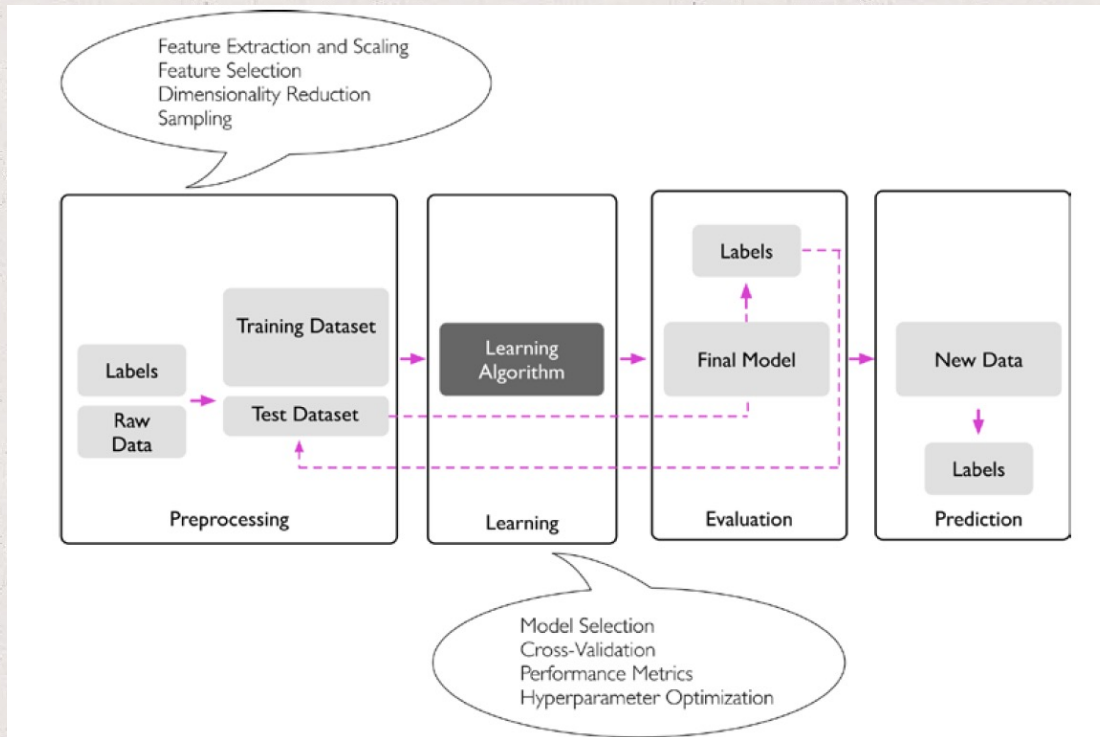 Feature Extraction and Scaling
Feature Selection
Dimensionality Reduction
Sampling
Labels
Raw
Data
Training Dataset
Test Dataset
Preprocessing
Learning
Algorithm
Learning
Labels
Final Model
Evaluation
New Data
Labels
Prediction
Model Selection
Cross-Validation
Performance Metrics
Hyperparameter Optimization